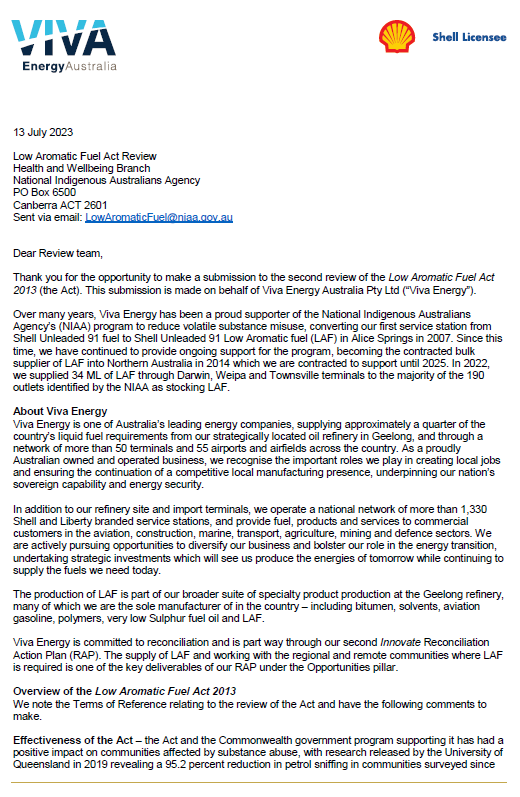 VIVA
EnergyAustralia
Shell Licensee
13 July 2023
Low Aromatic Fuel Act Review
Health and Wellbeing Branch
National Indigenous Australians Agency
PO Box 6500
Canberra ACT 2601
Sent via email: LowAromaticFuel@niaa.gov.au
Dear Review team,
Thank you for the opportunity to make a submission to the second review of the Low Aromatic Fuel Act
2013 (the Act). This submission is made on behalf of Viva Energy Australia Pty Ltd (“Viva Energy”).
Over many years, Viva Energy has been a proud supporter of the National Indigenous Australians
Agency’s (NIAA) program to reduce volatile substance misuse, converting our first service station from
Shell Unleaded 91 fuel to Shell Unleaded 91 Low Aromatic fuel (LAF) in Alice Springs in 2007. Since this
time, we have continued to provide ongoing support for the program, becoming the contracted bulk
supplier of LAF into Northern Australia in 2014 which we are contracted to support until 2025. In 2022,
we supplied 34 ML of LAF through Darwin, Weipa and Townsville terminals to the majority of the 190
outlets identified by the NIAA as stocking LAF.
About Viva Energy
Viva Energy is one of Australia’s leading energy companies, supplying approximately a quarter of the
country’s liquid fuel requirements from our strategically located oil refinery in Geelong, and through a
network of more than 50 terminals and 55 airports and airfields across the country. As a proudly
Australian owned and operated business, we recognise the important roles we play in creating local jobs
and ensuring the continuation of a competitive local manufacturing presence, underpinning our nation’s
sovereign capability and energy security.
In addition to our refinery site and import terminals, we operate a national network of more than 1,330
Shell and Liberty branded service stations, and provide fuel, products and services to commercial
customers in the aviation, construction, marine, transport, agriculture, mining and defence sectors. We
are actively pursuing opportunities to diversify our business and bolster our role in the energy transition,
undertaking strategic investments which will see us produce the energies of tomorrow while continuing to
supply the fuels we need today.
The production of LAF is part of our broader suite of specialty product production at the Geelong refinery,
many of which we are the sole manufacturer of in the country – including bitumen, solvents, aviation
gasoline, polymers, very low Sulphur fuel oil and LAF.
Viva Energy is committed to reconciliation and is part way through our second Innovate Reconciliation
Action Plan (RAP). The supply of LAF and working with the regional and remote communities where LAF
is required is one of the key deliverables of our RAP under the Opportunities pillar.
Overview of the Low Aromatic Fuel Act 2013
We note the Terms of Reference relating to the review of the Act and have the following comments to
make.
Effectiveness of the Act – the Act and the Commonwealth government program supporting it has had a
positive impact on communities affected by substance abuse, with research released by the University of
Queensland in 2019 revealing a 95.2 percent reduction in petrol sniffing in communities surveyed since